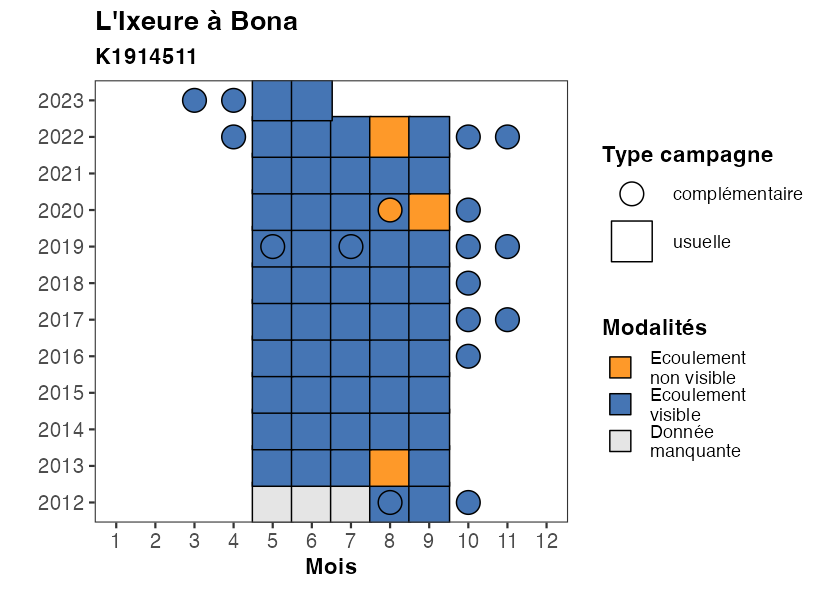 L'Ixeure à Bona
K1914511
2023
2022
2021
2020
2019
2018
2017
2016
2015
2014
2013
2012
1 2 3 4 5 6 7 8 9 10 11 12
Mois
Type campagne
complémentaire
usuelle
Modalités
Ecoulement
non visible
Ecoulement
visible
Donnée
manquante